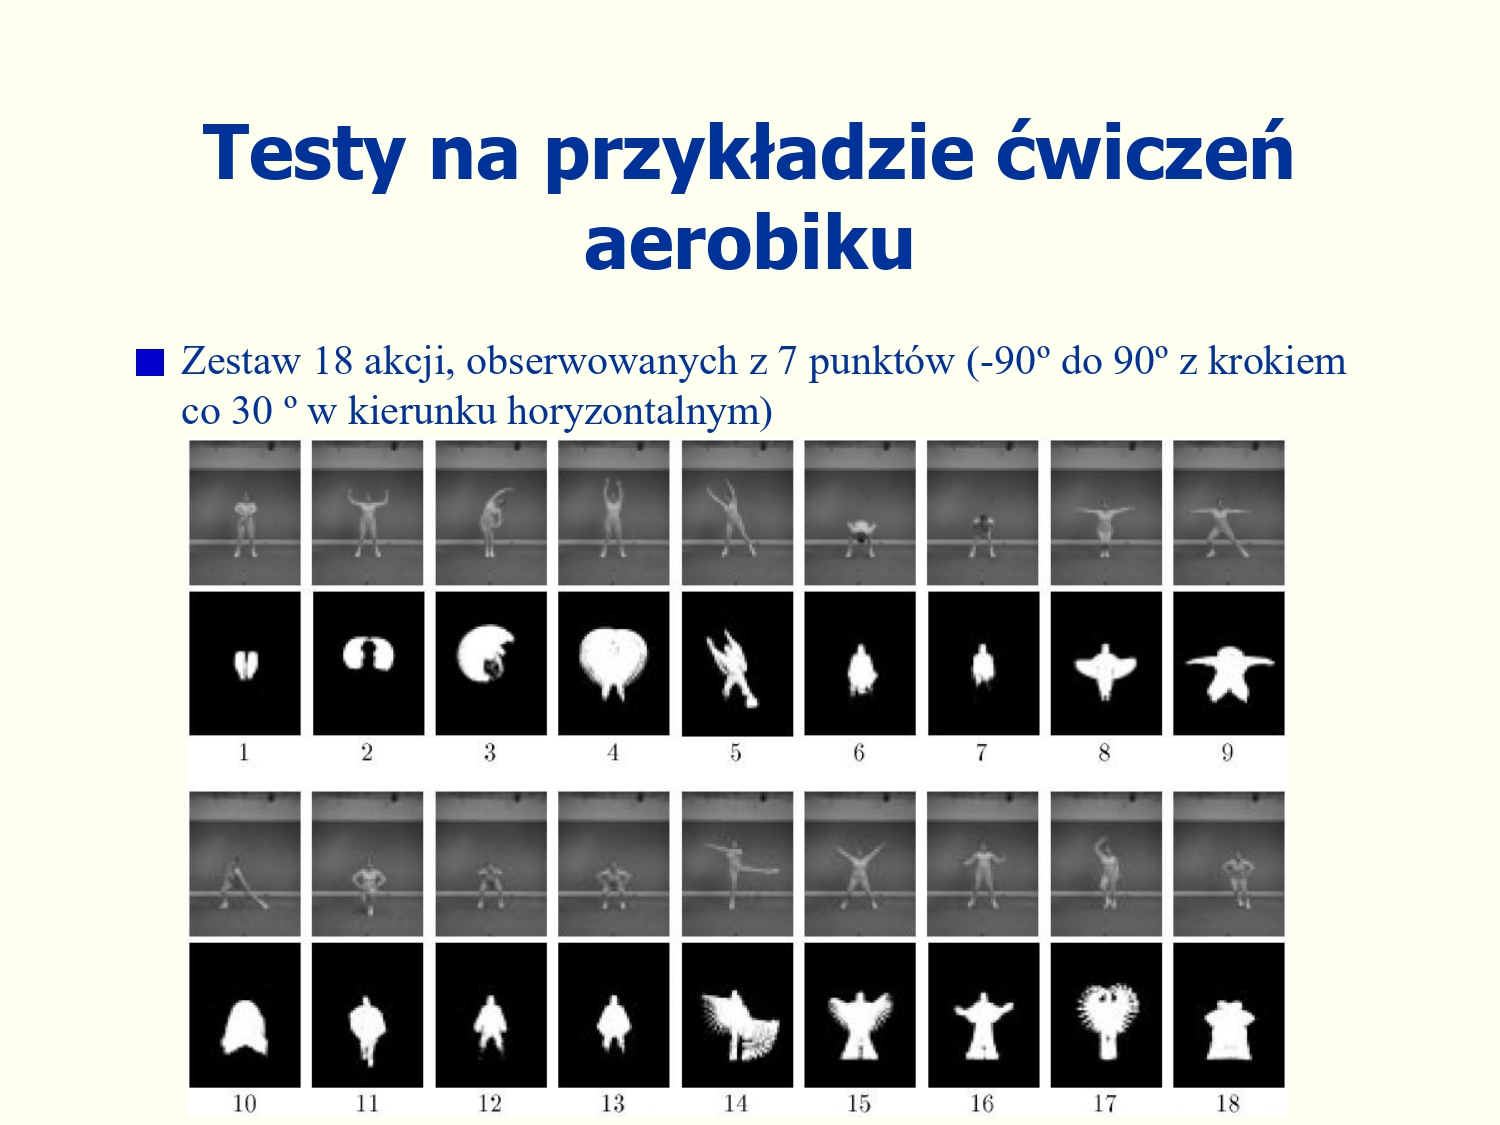 Testy na przykładzie ćwiczeń
aerobiku
Zestaw 18 akcji, obserwowanych z 7 punktów (-90º do 90º z krokiem
co 30 º w kierunku horyzontalnym)
1 2 3 4 5 6 7 8 9
10 11 12 13 14 15 16 17 18